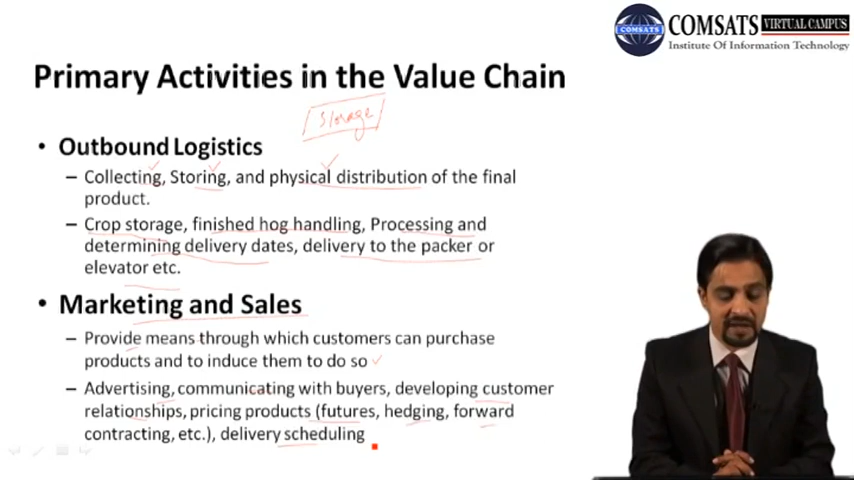 COMSATS VIRTUAL CAMPUS
COMSATS
Institute Of Information Technology
Primary Activities in the Value Chain
Storage
• Outbound Logistics
– Collecting, Storing, and physical distribution of the final
product.
– Crop storage, finished hog handling, Processing and
determining delivery dates, delivery to the packer or
elevator etc.
• Marketing and Sales
– Provide means through which customers can purchase
products and to induce them to do so
– Advertising, communicating with buyers, developing customer
relationships, pricing products (futures, hedging, forward
contracting, etc.), delivery scheduling